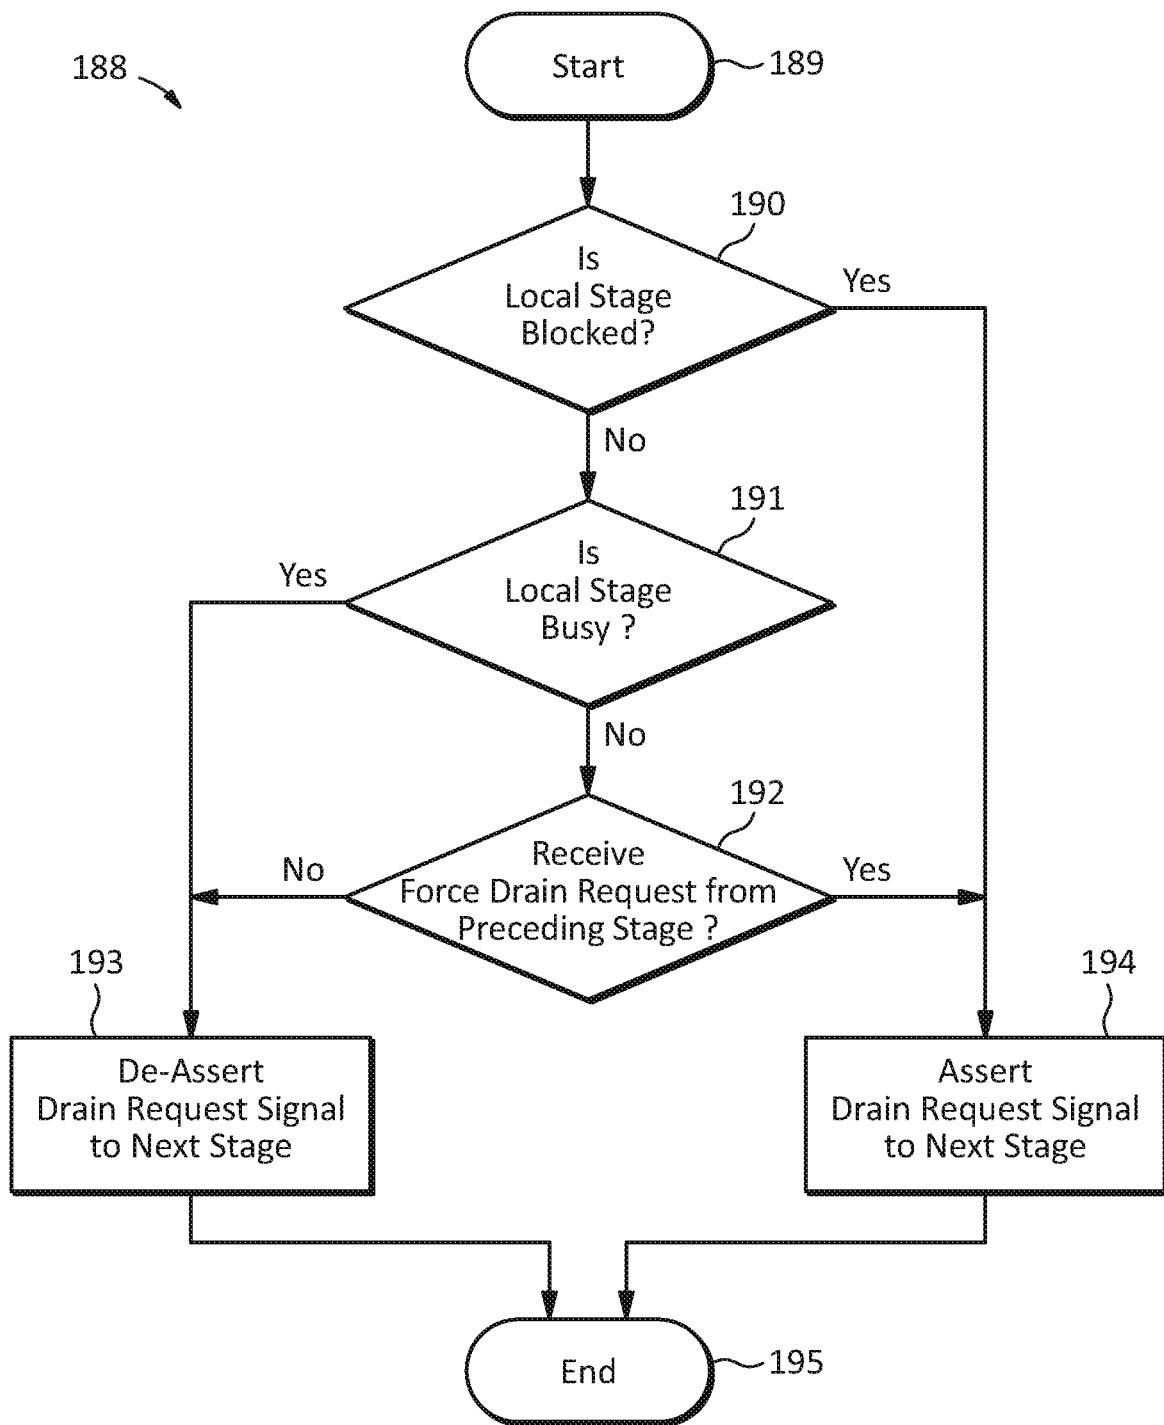 188
Start
189
190
Is
Local Stage
Blocked?
Yes
No
191
Is
Local Stage
Busy ?
Yes
No
192
Receive
Force Drain Request from
Preceding Stage ?
No
Yes
193
De-Assert
Drain Request Signal
to Next Stage
194
Assert
Drain Request Signal
to Next Stage
End
195